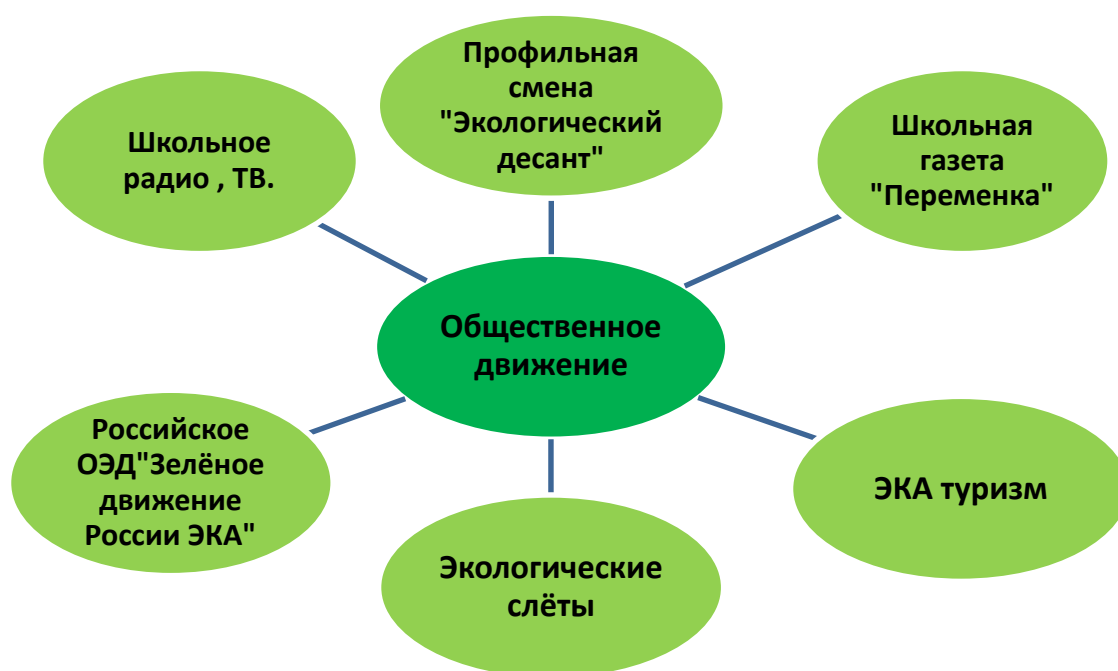 Профильная
смена
"Экологический
десант"
Школьное
радио , ТВ.
Школьная
газета
"Переменка"
Общественное
движение
Российское
ОЭД"Зелёное
движение
России ЭКА"
ЭКА туризм
Экологические
слёты